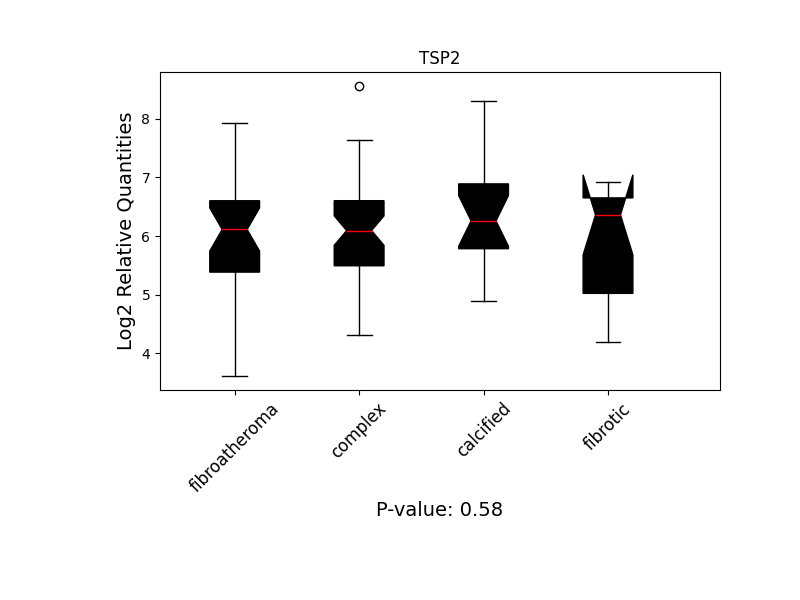 TSP2
Log2 Relative Quantities
8
7
6
5
4
fibroatheroma
complex
calcified
fibrotic
P-value: 0.58